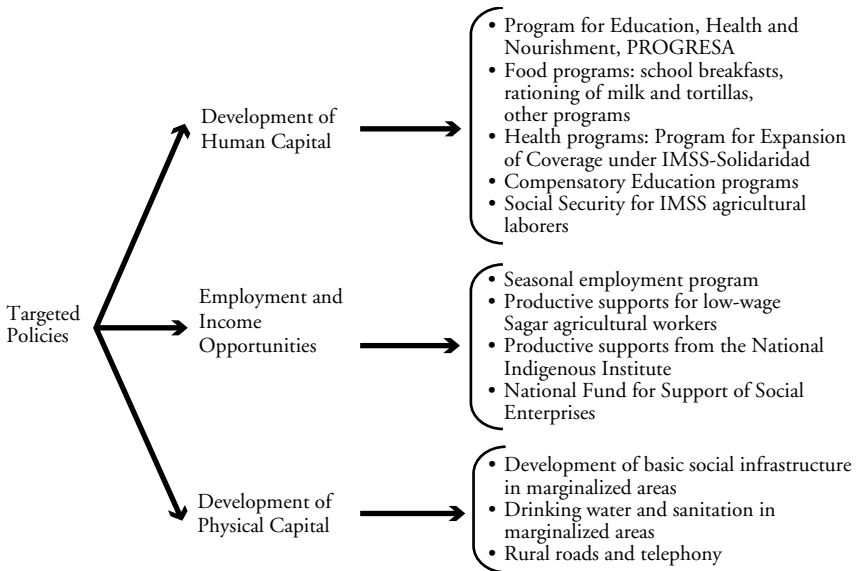 Targeted
Policies
Development of
Human Capital
• Program for Education, Health and
Nourishment, PROGRESA
• Food programs: school breakfasts,
rationing of milk and tortillas,
other programs
• Health programs: Program for Expansion
of Coverage under IMSS-Solidaridad
• Compensatory Education programs
• Social Security for IMSS agricultural
laborers
Employment and
Income
Opportunities
• Seasonal employment program
• Productive supports for low-wage
Sagar agricultural workers
• Productive supports from the National
Indigenous Institute
• National Fund for Support of Social
Enterprises
Development of
Physical Capital
• Development of basic social infrastructure
in marginalized areas
• Drinking water and sanitation in
marginalized areas
• Rural roads and telephony